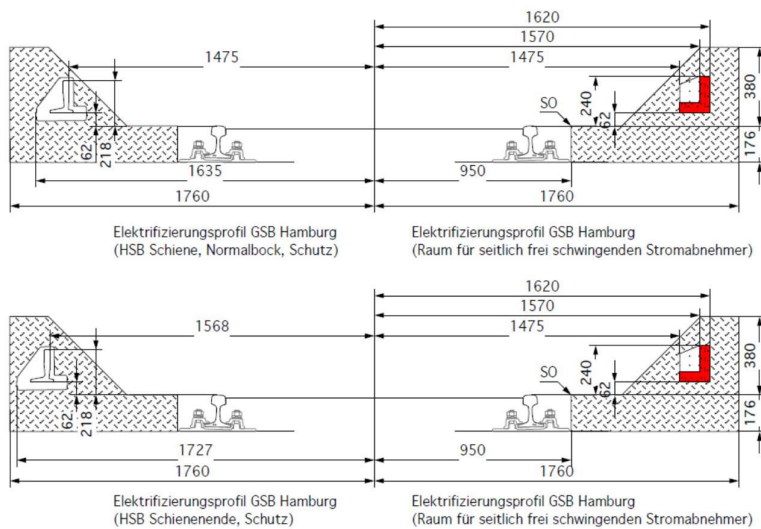 1620
1570
1475
1475
SO
240
62
380
176
62
218
1635
950
1760
1760
Elektrifizierungsprofil GSB Hamburg
(HSB Schiene, Normalbock, Schutz)
Elektrifizierungsprofil GSB Hamburg
(Raum für seitlich frei schwingenden Stromabnehmer)
1620
1570
1568
1475
SO
240
62
380
176
62
218
1727
950
1760
1760
Elektrifizierungsprofil GSB Hamburg
(HSB Schienenende, Schutz)
Elektrifizierungsprofil GSB Hamburg
(Raum für seitlich frei schwingenden Stromabnehmer)